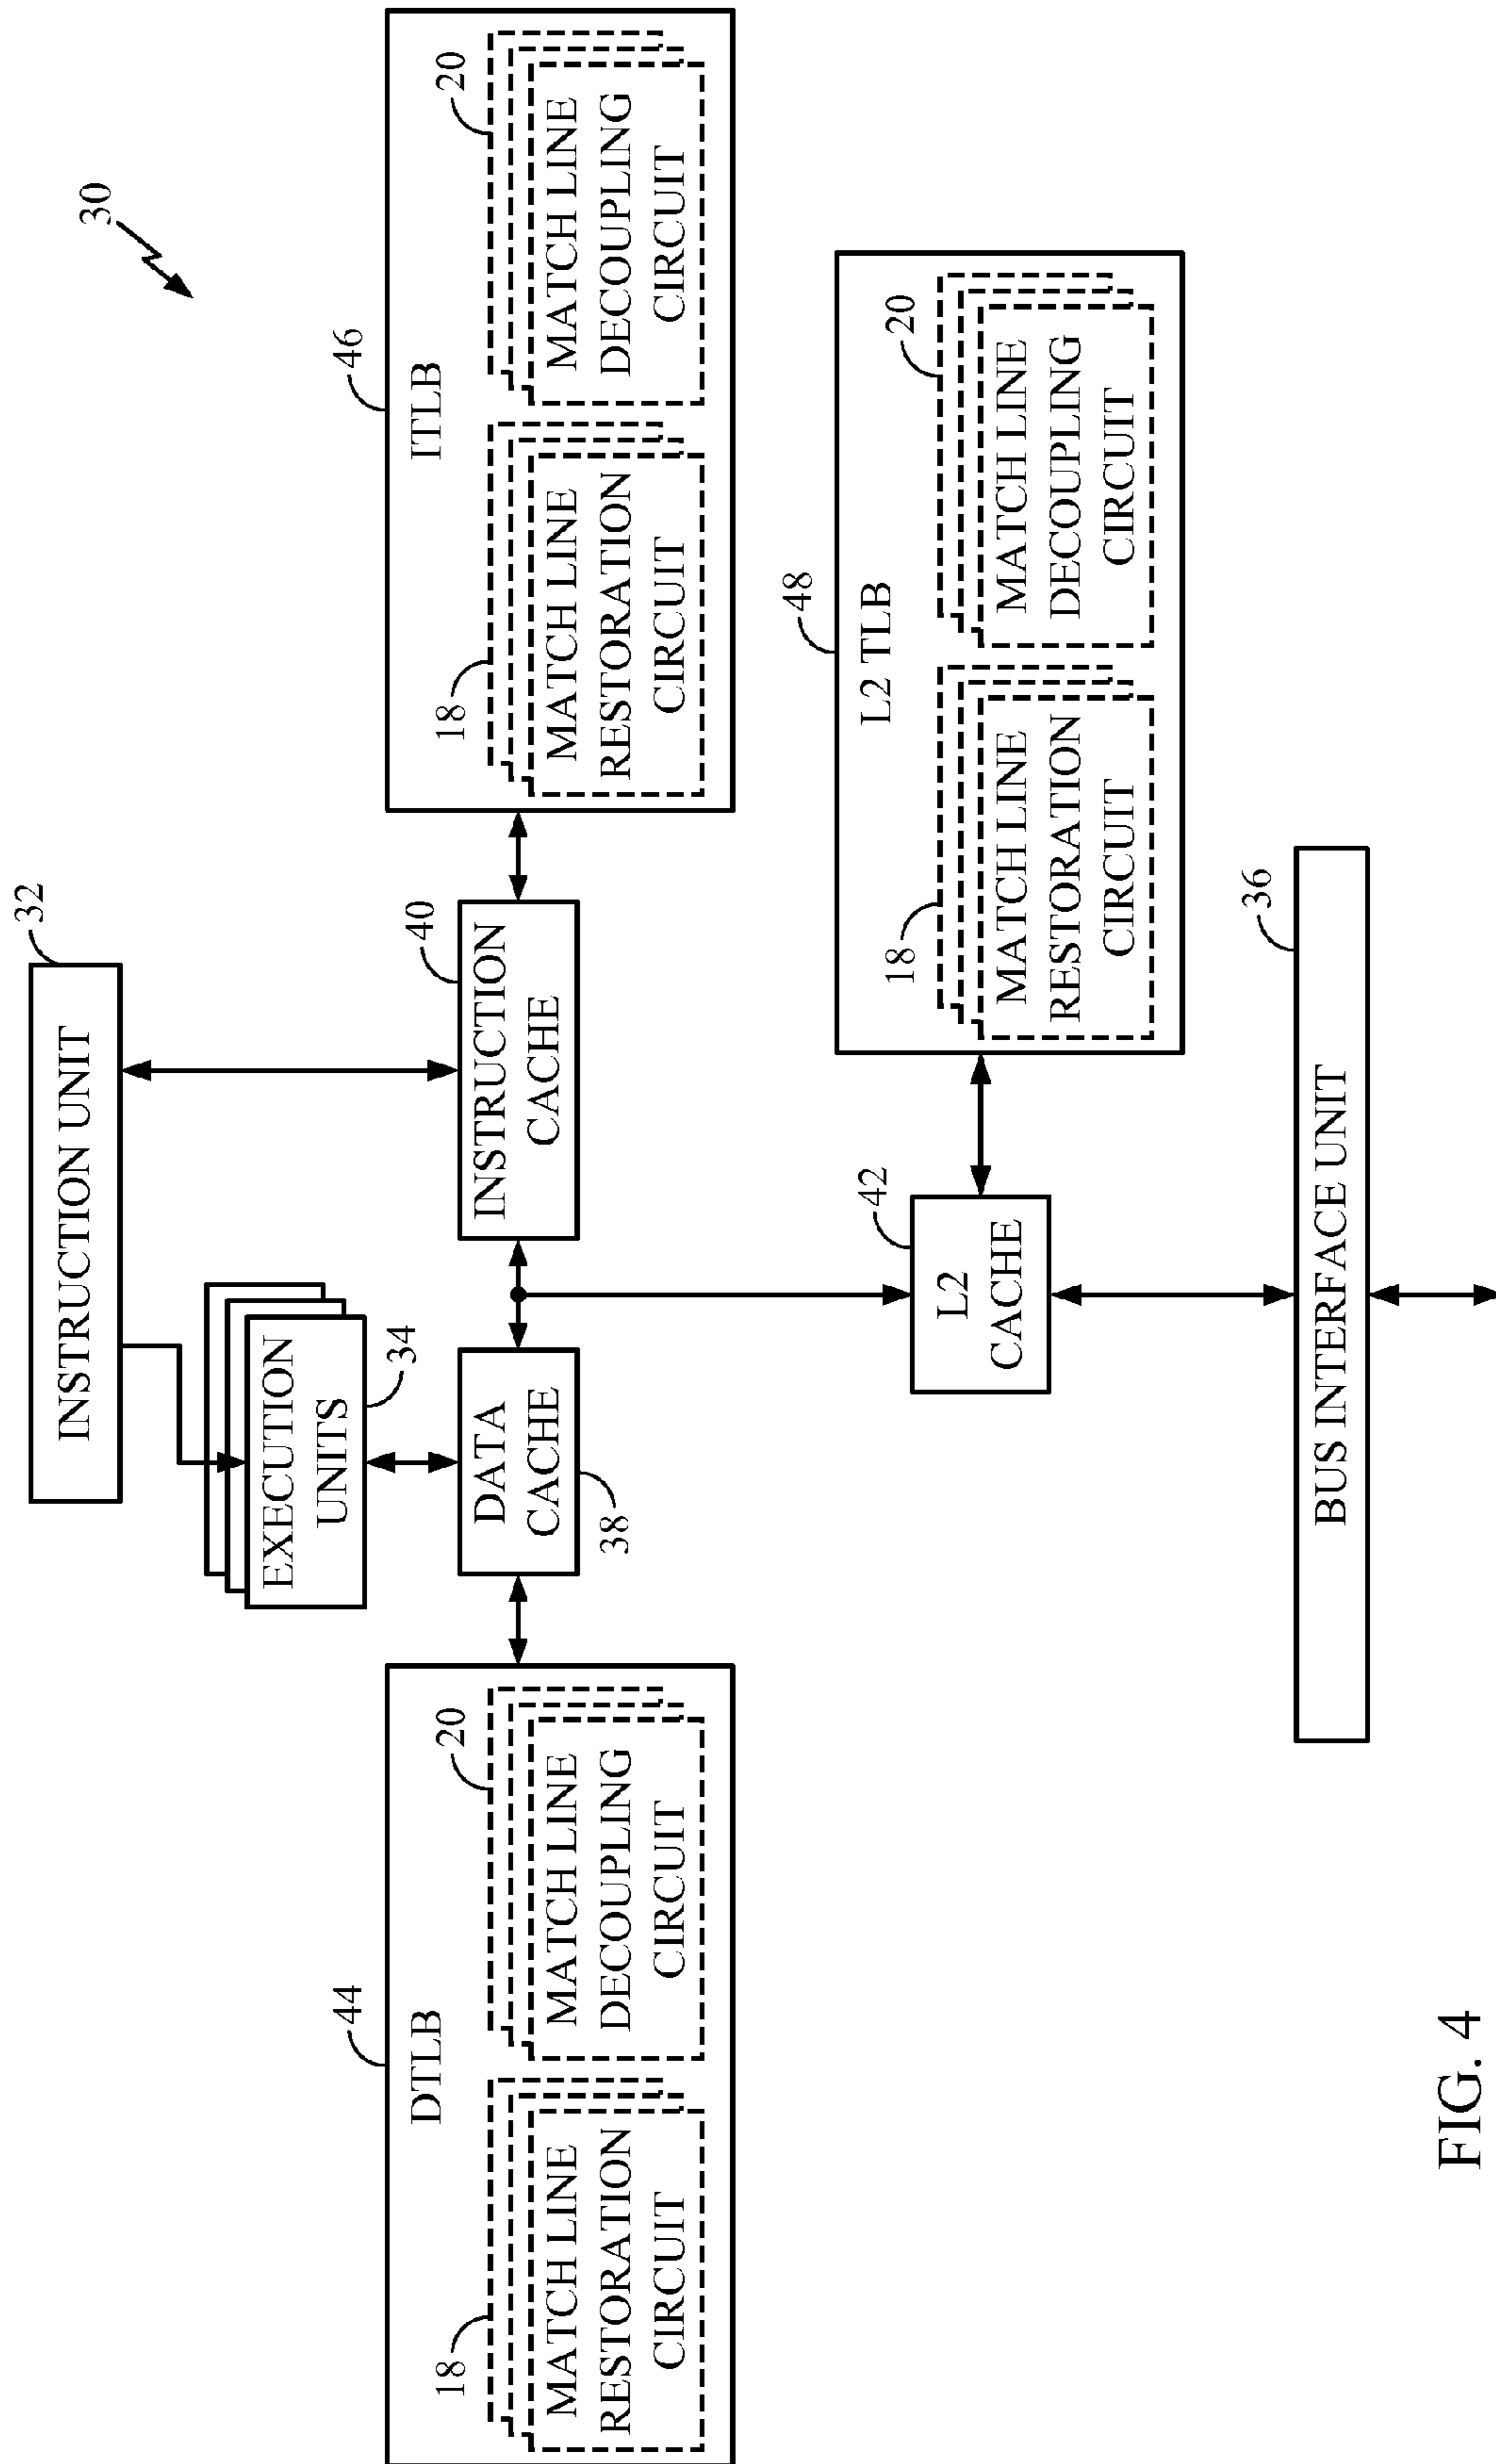 30
32
INSTRUCTION UNIT
EXECUTION
UNITS
34
44
DTLB
18
MATCH LINE
RESTORATION
CIRCUIT
20
MATCH LINE
DECOUPLING
CIRCUIT
DATA
CACHE
38
40
INSTRUCTION
CACHE
46
ITLB
18
MATCH LINE
RESTORATION
CIRCUIT
20
MATCH LINE
DECOUPLING
CIRCUIT
42
L2
CACHE
48
L2 TLB
18
MATCH LINE
RESTORATION
CIRCUIT
20
MATCH LINE
DECOUPLING
CIRCUIT
36
BUS INTERFACE UNIT
FIG. 4